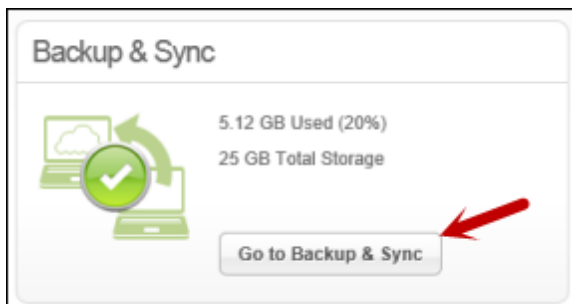 Backup & Sync
5.12 GB Used (20%)
25 GB Total Storage
Go to Backup & Sync